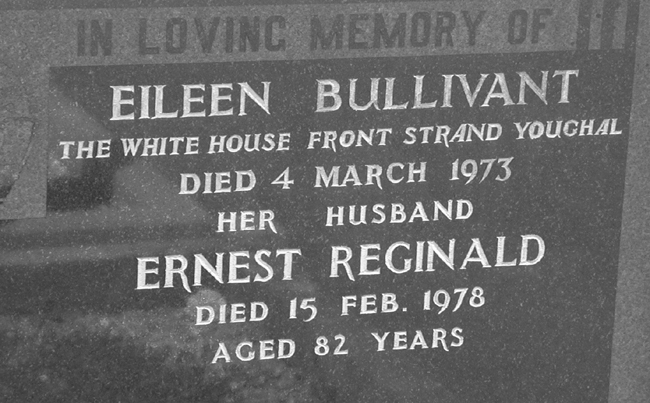 IN LOVING MEMORY OF
EILEEN BULLIVANT
THE WHITE HOUSE FRONT STRAND YOUGHAL
DIED 4 MARCH 1973
HER HUSBAND
ERNEST REGINALD
DIED 15 FEB. 1978
AGED 82 YEARS